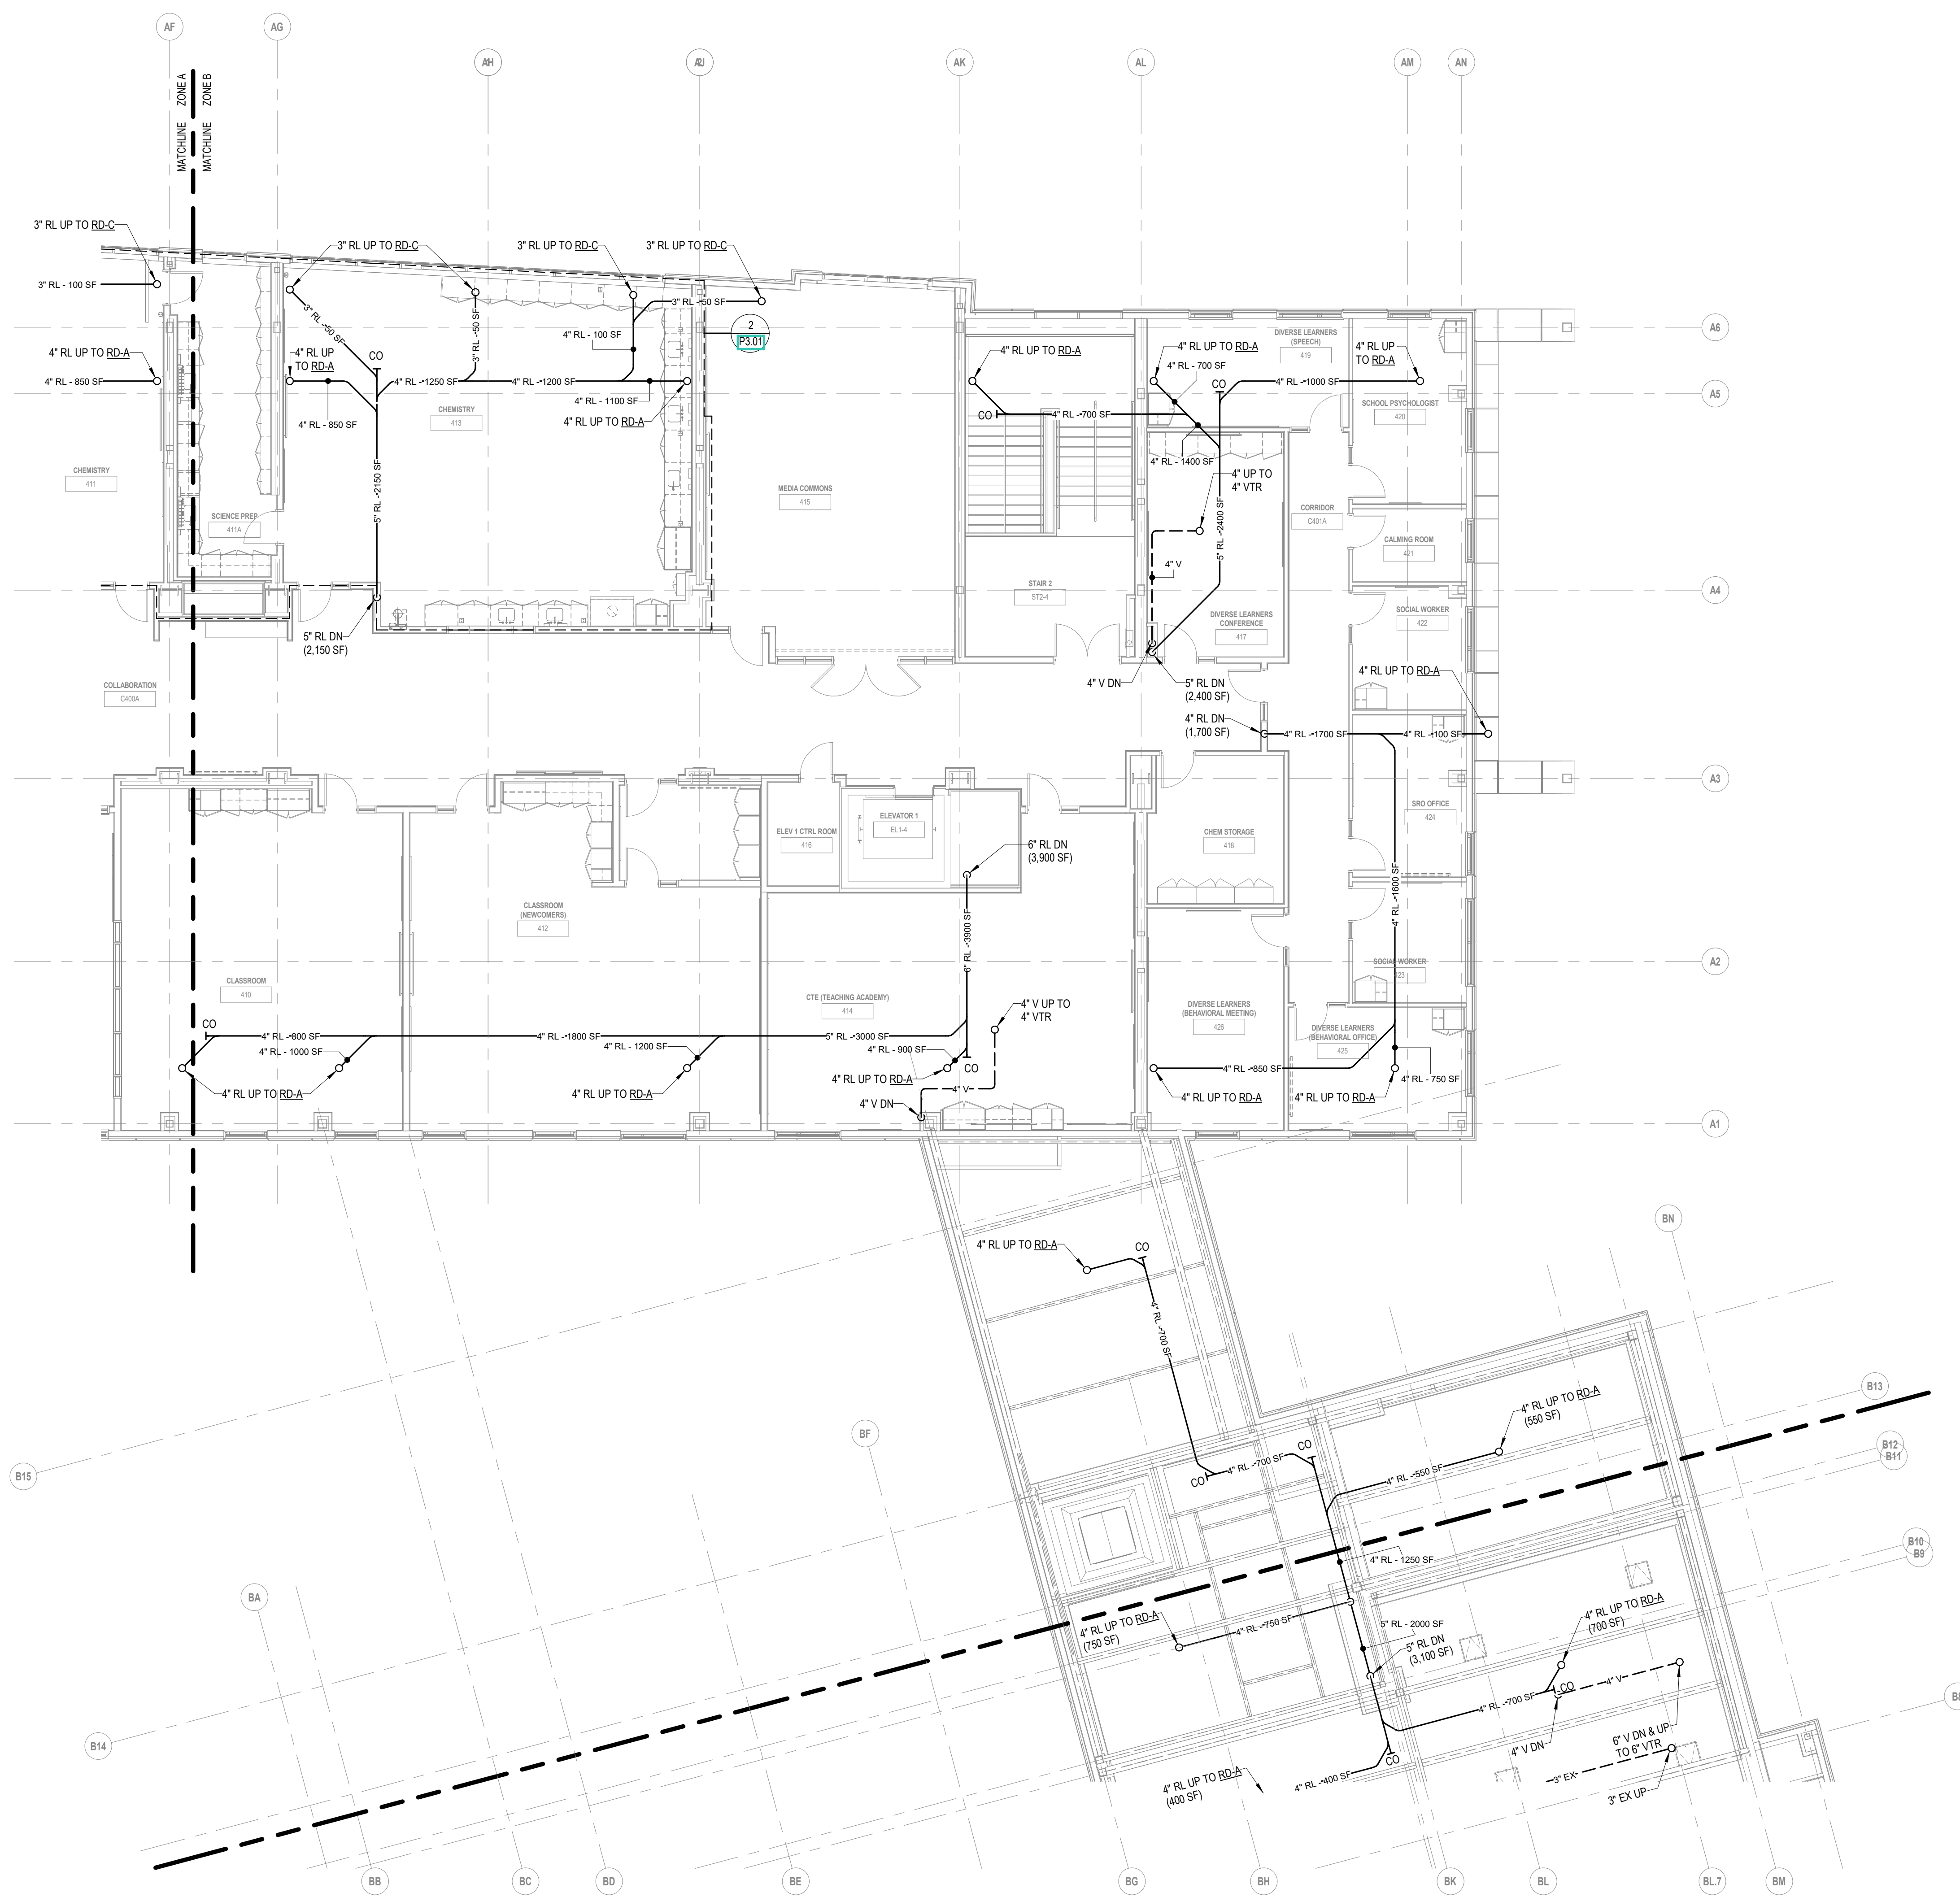 AF
AG
AH
AJ
AK
AL
AM
AN
MATCHLINE ZONE A
MATCHLINE ZONE B
3" RL UP TO RD-C
3" RL UP TO RD-C
3" RL UP TO RD-C
3" RL UP TO RD-C
3" RL - 100 SF
3" RL - 50 SF
3" RL - 50 SF
3" RL - 50 SF
4" RL - 100 SF
2
P3.01
A6
4" RL UP TO RD-A
4" RL - 850 SF
4" RL UP
TO RD-A
CO
4" RL - 1250 SF
4" RL - 1200 SF
4" RL - 1100 SF
4" RL UP TO RD-A
4" RL - 850 SF
CHEMISTRY
413
4" RL UP TO RD-A
CO
4" RL - 700 SF
4" RL UP TO RD-A
4" RL - 700 SF
CO
4" RL - 1000 SF
DIVERSE LEARNERS
(SPEECH)
419
4" RL UP
TO RD-A
SCHOOL PSYCHOLOGIST
420
A5
4" RL - 1400 SF
CHEMISTRY
411
SCIENCE PREP
411A
5" RL - 2150 SF
MEDIA COMMONS
415
4" UP TO
4" VTR
5" RL - 2400 SF
CORRIDOR
C401A
CALMING ROOM
421
4" V
STAIR 2
ST2-4
A4
SOCIAL WORKER
422
DIVERSE LEARNERS
CONFERENCE
417
5" RL DN
(2,150 SF)
COLLABORATION
C400A
4" V DN
5" RL DN
(2,400 SF)
4" RL UP TO RD-A
4" RL DN
(1,700 SF)
4" RL - 1700 SF
4" RL - 100 SF
A3
ELEV 1 CTRL ROOM
416
ELEVATOR 1
EL1-4
6" RL DN
(3,900 SF)
CHEM STORAGE
418
SRO OFFICE
424
4" RL - 1600 SF
CLASSROOM
(NEWCOMERS)
412
6" RL - 3900 SF
A2
CLASSROOM
410
CTE (TEACHING ACADEMY)
414
SOCIAL WORKER
423
4" V UP TO
4" VTR
DIVERSE LEARNERS
(BEHAVIORAL MEETING)
426
DIVERSE LEARNERS
(BEHAVIORAL OFFICE)
425
CO
4" RL - 800 SF
4" RL - 1800 SF
5" RL - 3000 SF
4" RL - 1000 SF
4" RL - 1200 SF
4" RL - 900 SF
CO
4" RL UP TO RD-A
4" RL UP TO RD-A
4" RL UP TO RD-A
4" V
4" V DN
4" RL - 850 SF
4" RL UP TO RD-A
4" RL UP TO RD-A
4" RL - 750 SF
A1
BN
4" RL UP TO RD-A
CO
4" RL - 700 SF
B13
4" RL UP TO RD-A
(550 SF)
BF
B12
B11
B15
CO
4" RL - 700 SF
CO
4" RL - 550 SF
B10
B9
4" RL - 1250 SF
BA
4" RL UP TO RD-A
(750 SF)
4" RL - 750 SF
5" RL - 2000 SF
5" RL DN
(3,100 SF)
4" RL UP TO RD-A
(700 SF)
CO
4" V
4" RL - 700 SF
4" V DN
6" V DN & UP
TO 6" VTR
B14
CO
4" RL - 400 SF
4" RL UP TO RD-A
(400 SF)
3" EX
3" EX UP
BB
BC
BD
BE
BG
BH
BK
BL
BL.7
BM